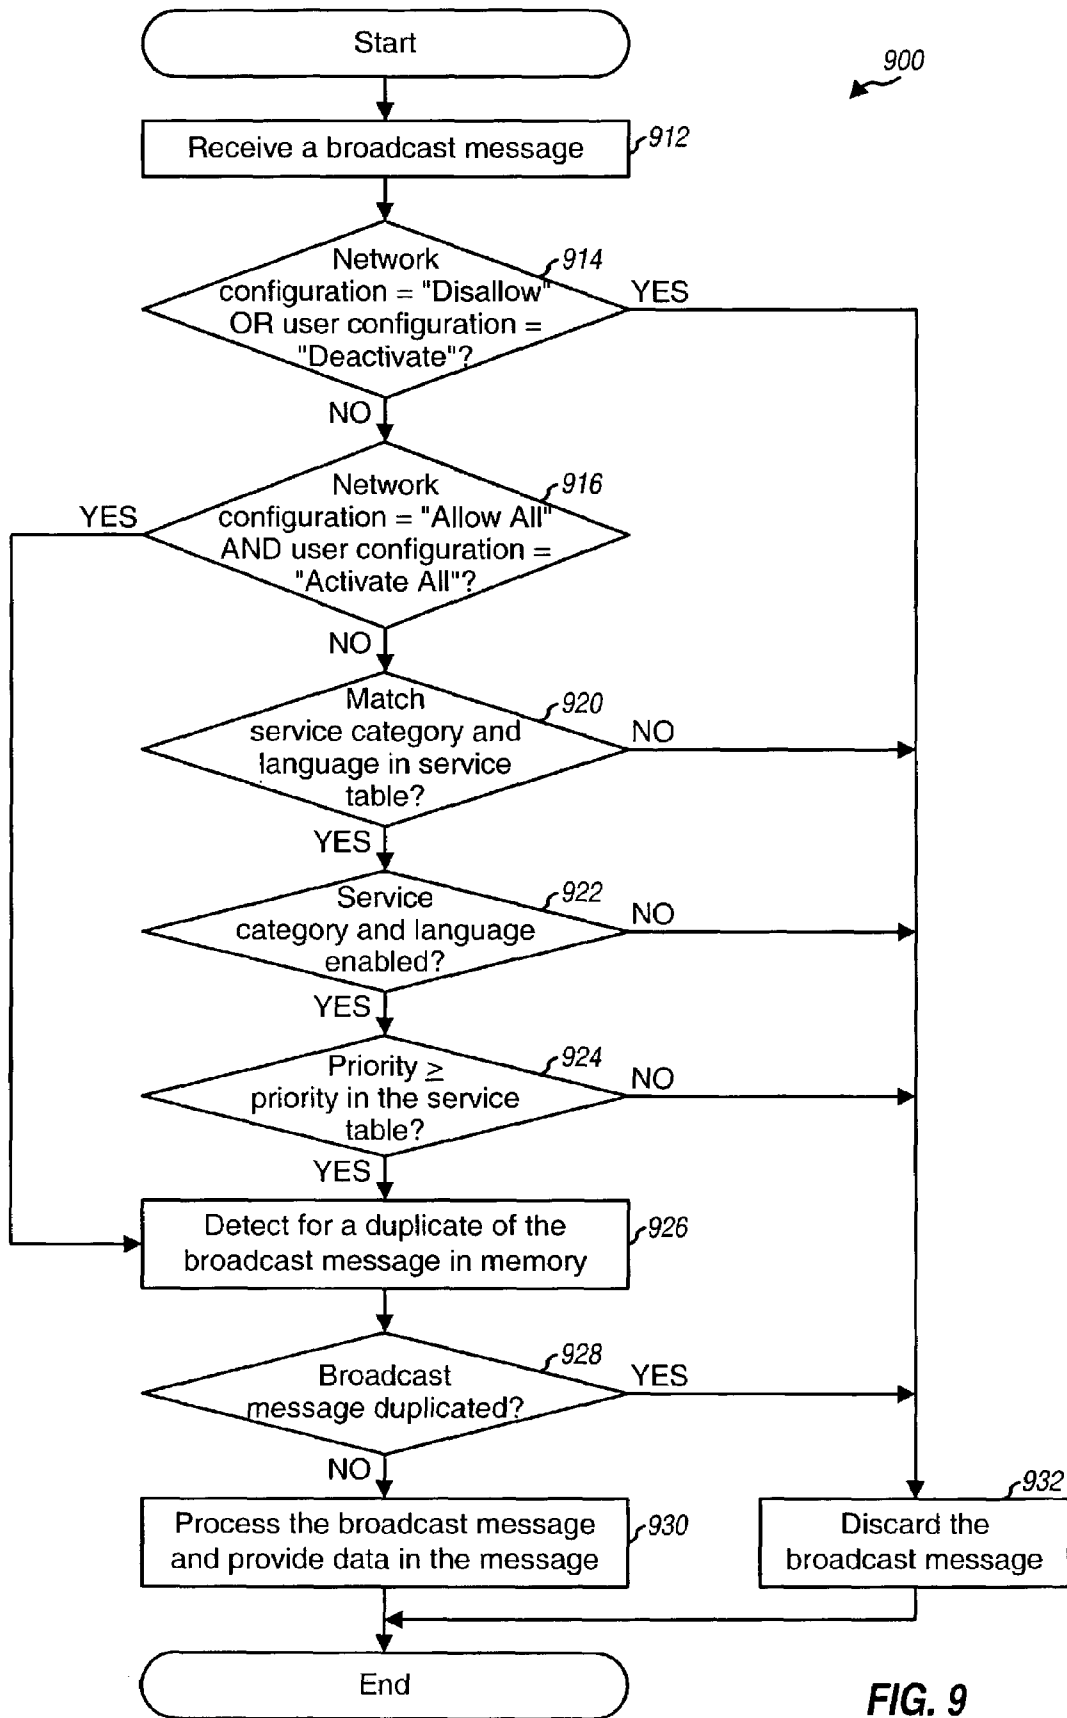 Start
900
Receive a broadcast message
912
Network
configuration = "Disallow"
OR user configuration =
"Deactivate"?
914
YES
NO
Network
configuration = "Allow All"
AND user configuration =
"Activate All"?
916
YES
NO
Match
service category and
language in service
table?
920
NO
YES
Service
category and language
enabled?
922
NO
YES
Priority ≥
priority in the service
table?
924
NO
YES
Detect for a duplicate of the
broadcast message in memory
926
Broadcast
message duplicated?
928
YES
NO
Process the broadcast message
and provide data in the message
930
Discard the
broadcast message
932
End
FIG. 9